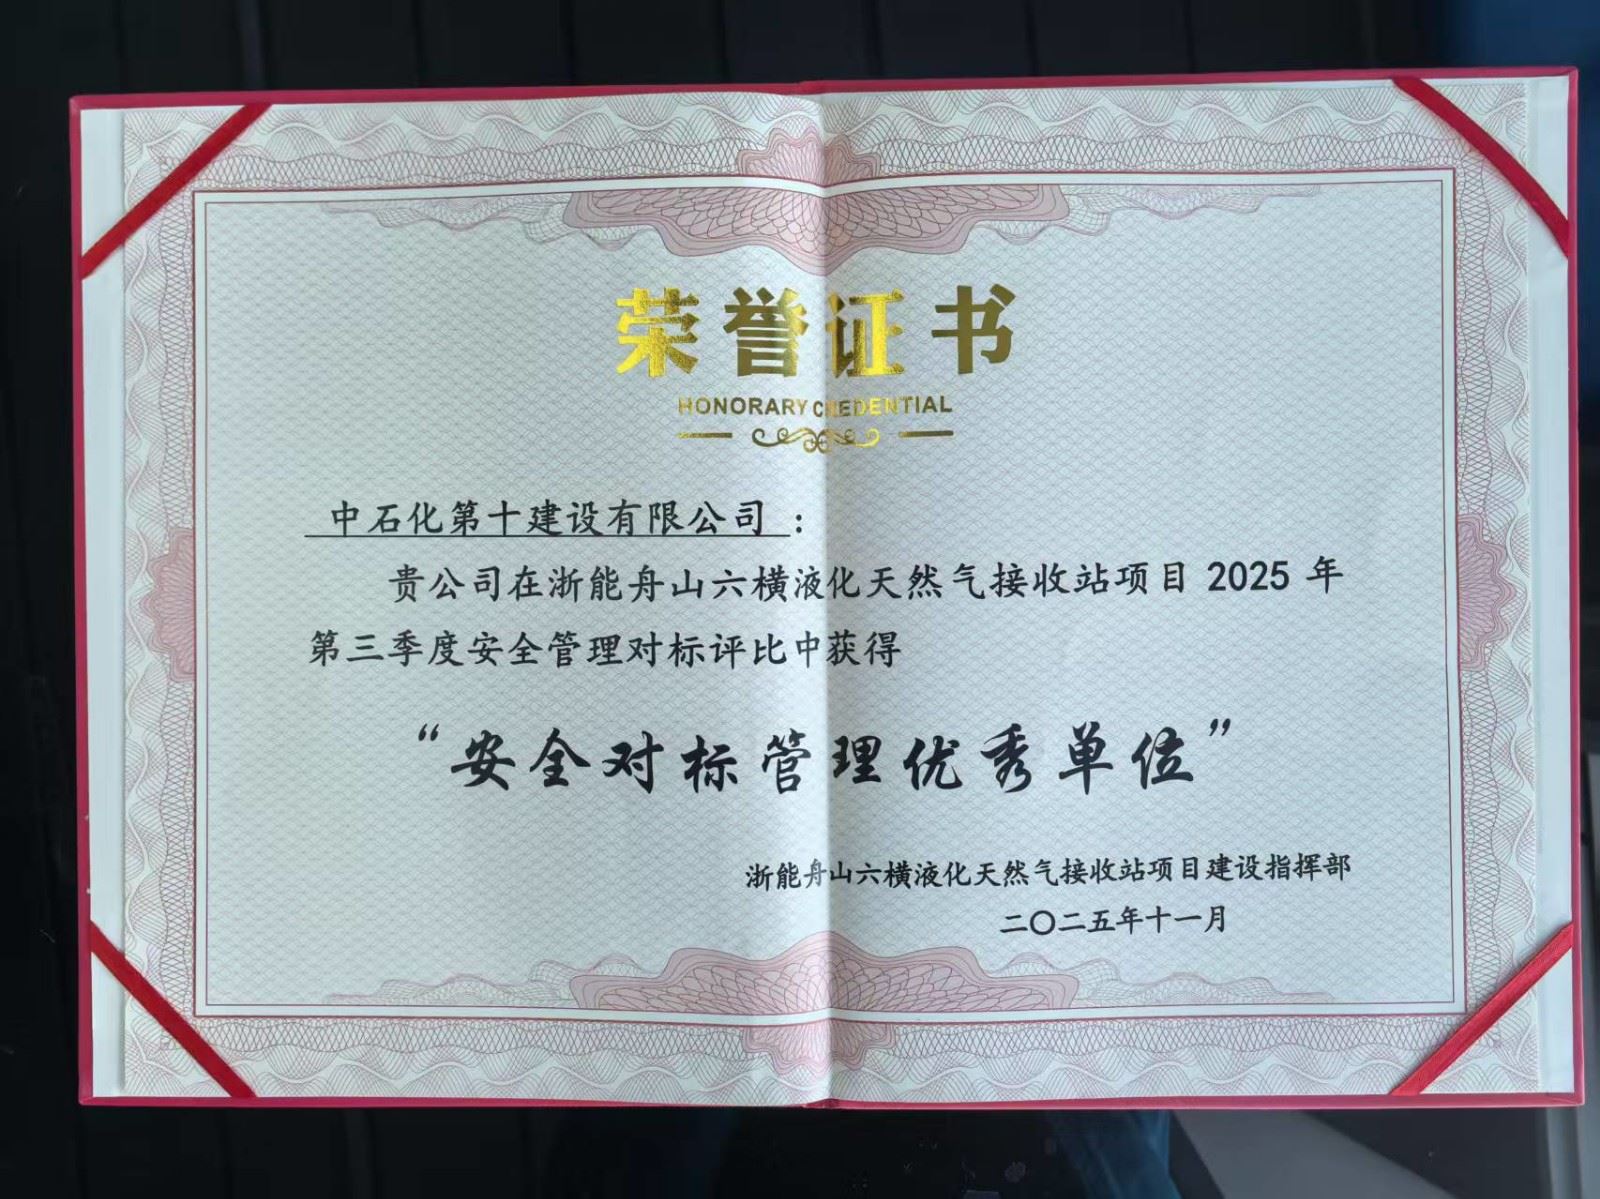 荣誉证书
HONORARY CREDENTIAL
中石化第十建设有限公司：
贵公司在浙能舟山六横液化天然气接收站项目 2025 年
第三季度安全管理对标评比中获得
“安全对标管理优秀单位”
浙能舟山六横液化天然气接收站项目建设指挥部
二〇二五年十一月